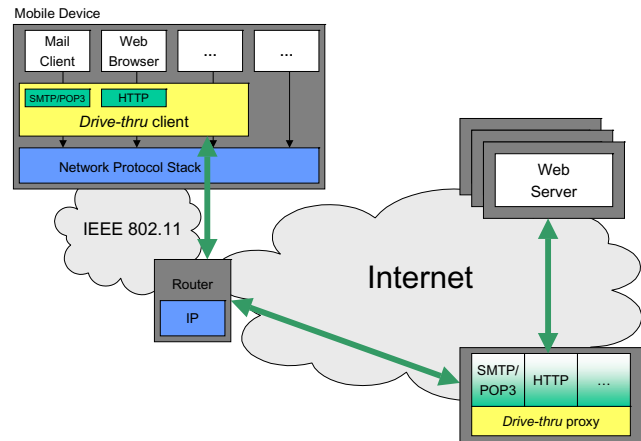 Mobile Device
Mail
Client
Web
Browser
...
...
SMTP/POP3
HTTP
Drive-thru client
Network Protocol Stack
IEEE 802.11
Router
IP
Internet
Web
Server
SMTP/
POP3
HTTP
...
Drive-thru proxy